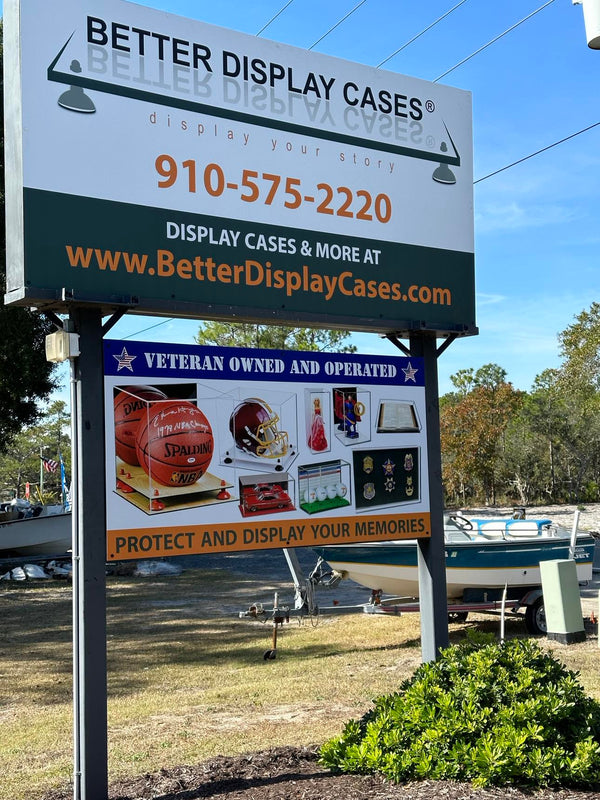 BETTER DISPLAY CASES®
display your story
910-575-2220
DISPLAY CASES & MORE AT
www.BetterDisplayCases.com
VETERAN OWNED AND OPERATED
SPALDING
NBA
PROTECT AND DISPLAY YOUR MEMORIES
JET